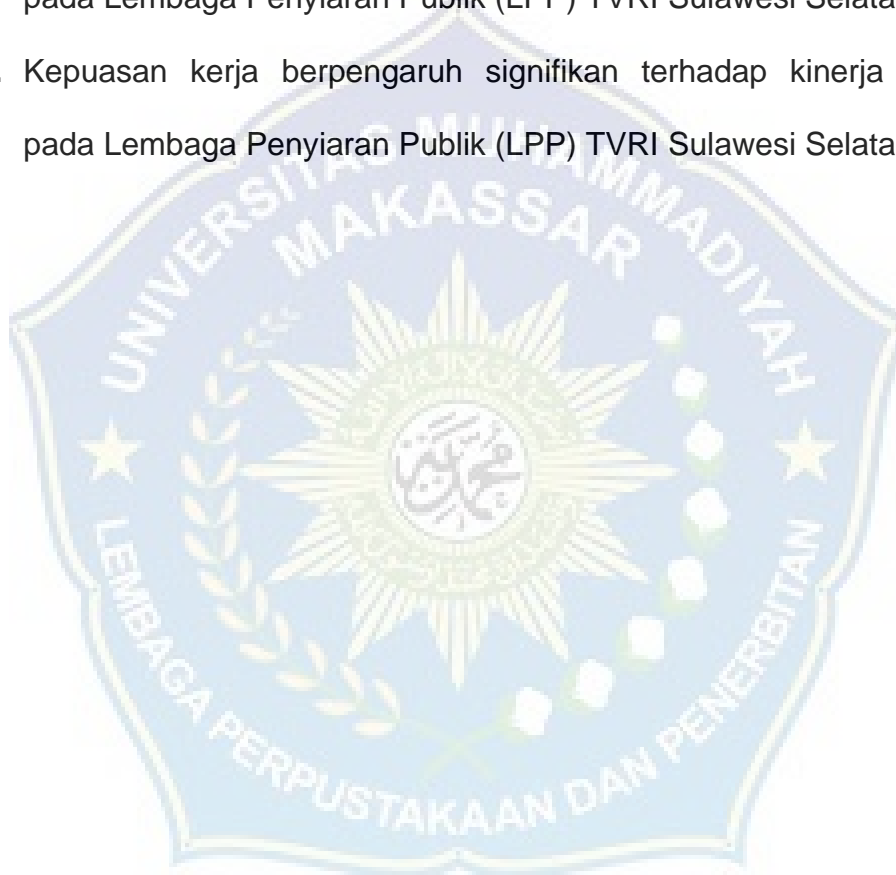 pada Lembaga Penyiaran Publik (LPP) TVRI Sulawesi Selata
Kepuasan kerja berpengaruh signifikan terhadap kinerja
pada Lembaga Penyiaran Publik (LPP) TVRI Sulawesi Selata
UNIVERSITAS MUHAMMADIYAH
MAKASSAR
LEMBAGA PERPUSTAKAAN DAN PENERBITAN